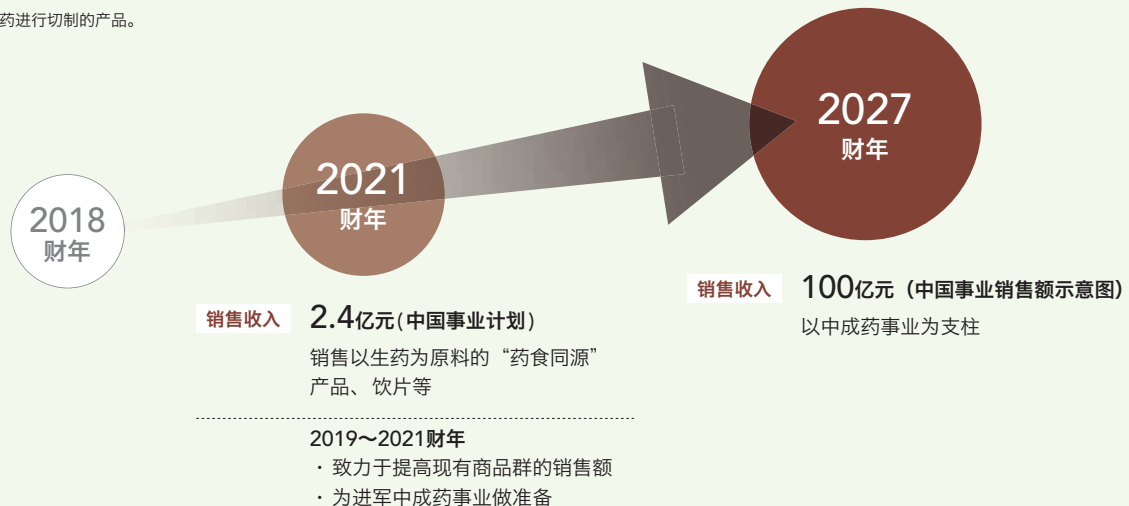 药进行切制的产品。
2018
财年
2021
财年
2027
财年
销售收入
2.4亿元(中国事业计划)
销售以生药为原料的“药食同源”
产品、饮片等
2019～2021财年
・致力于提高现有商品群的销售额
・为进军中成药事业做准备
销售收入
100亿元（中国事业销售额示意图）
以中成药事业为支柱